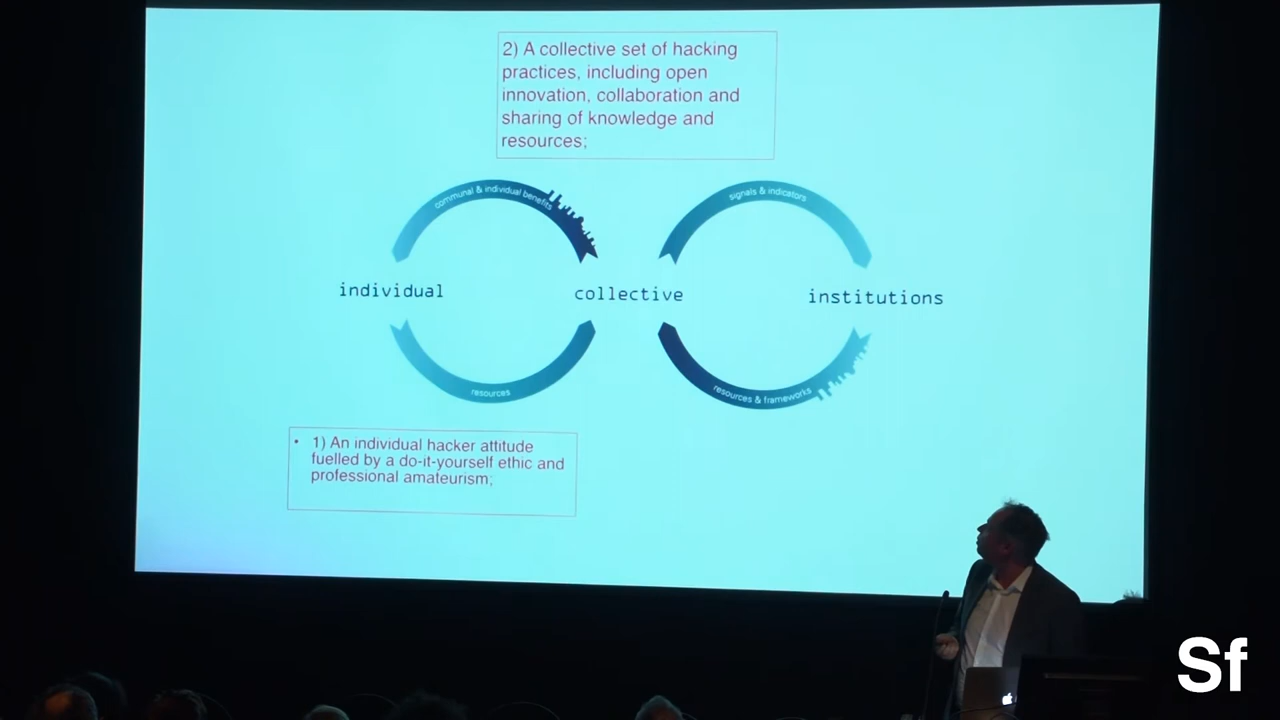 2) A collective set of hacking
practices, including open
innovation, collaboration and
sharing of knowledge and
resources;
communal & individual benefits
signals & indicators
individual
collective
institutions
resources
resources & frameworks
• 1) An individual hacker attitude
fuelled by a do-it-yourself ethic and
professional amateurism;
Sf